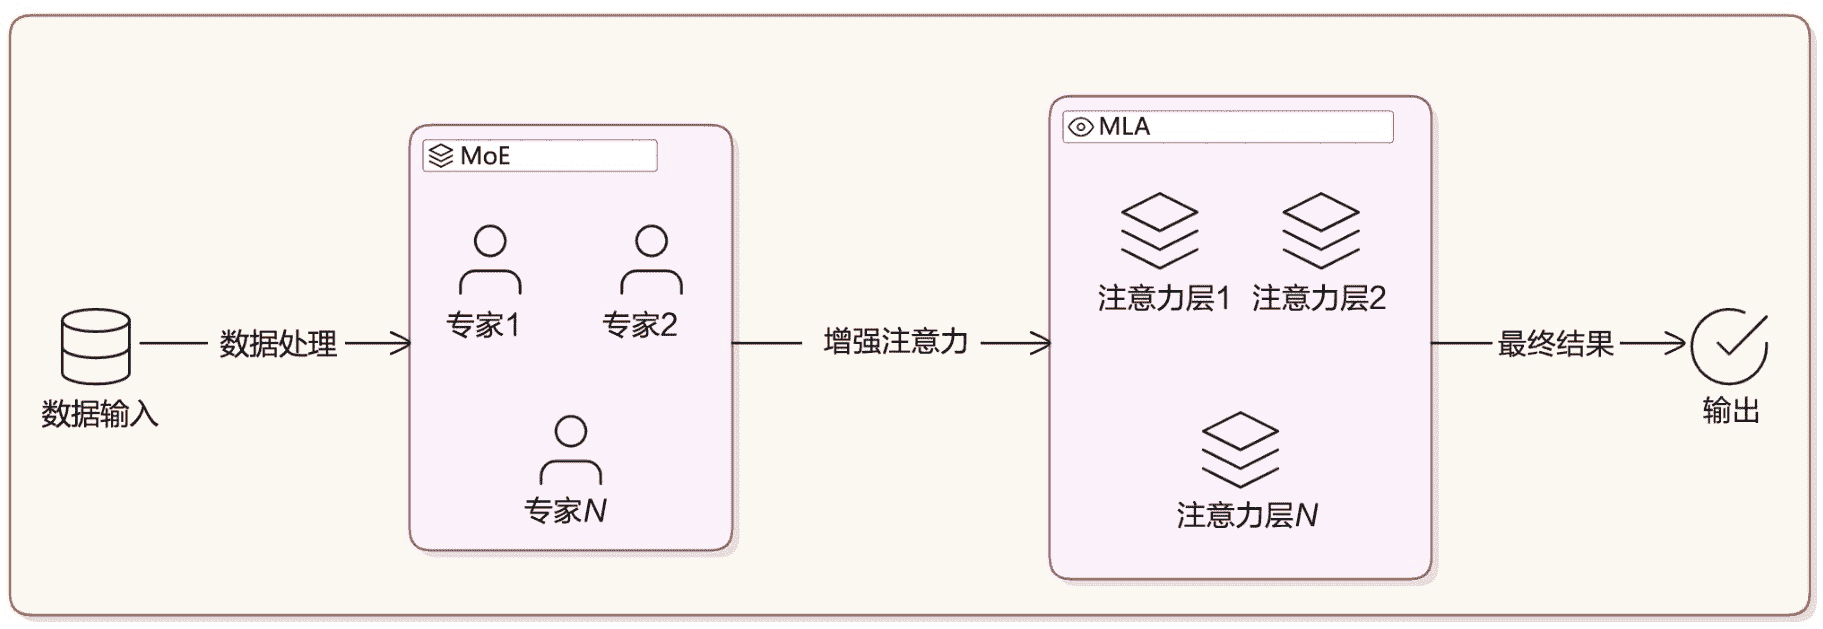 数据输入
数据处理
MoE
专家1
专家2
专家N
增强注意力
MLA
注意力层1
注意力层2
注意力层N
最终结果
输出